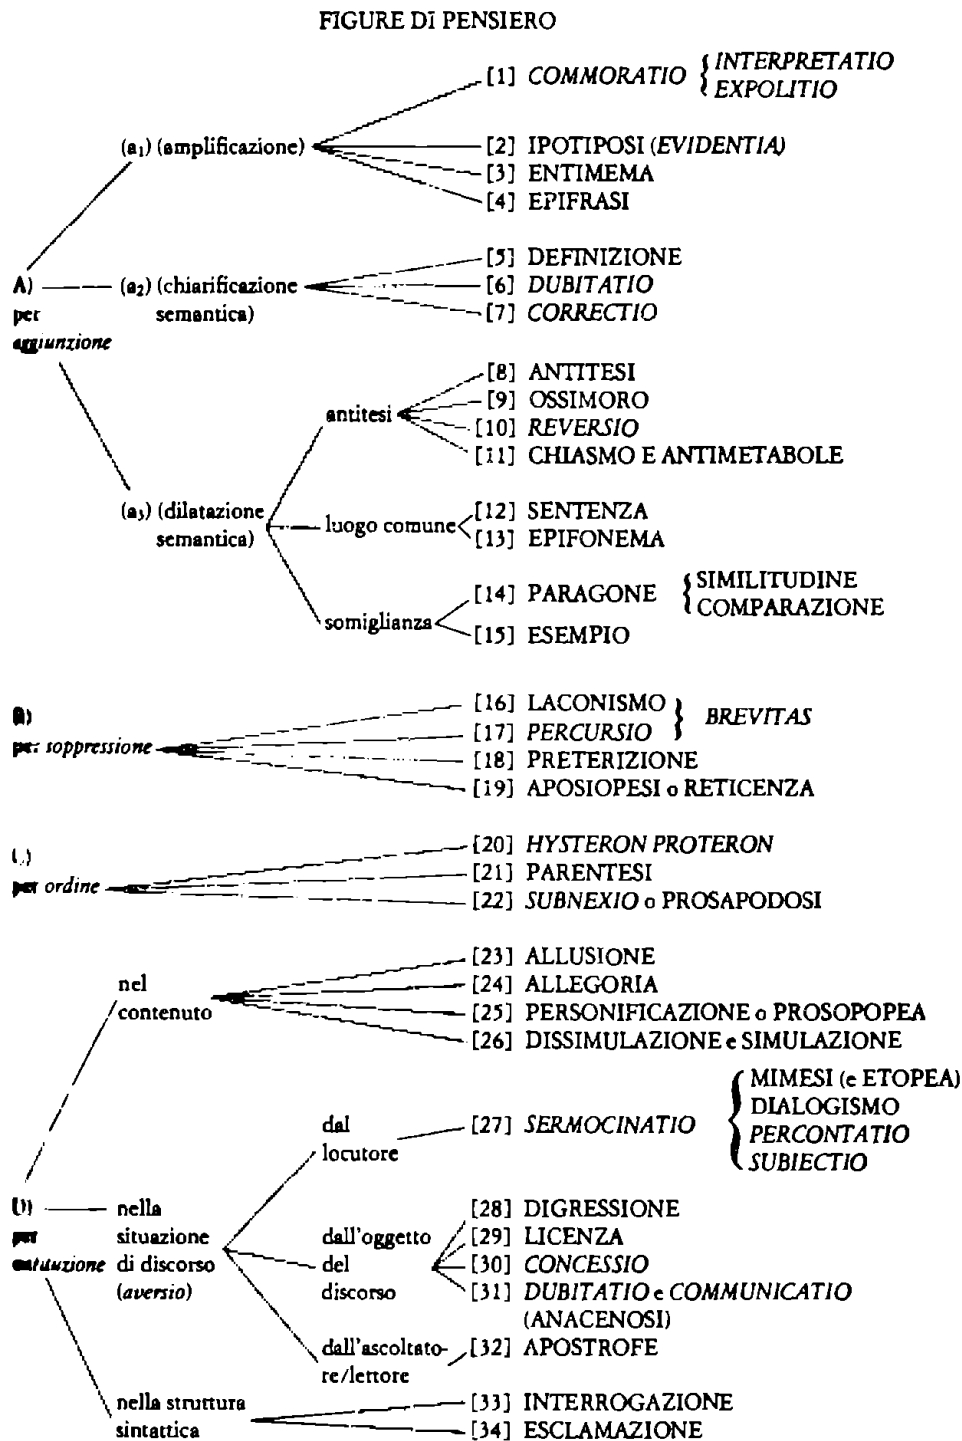 FIGURE DI PENSIERO
[1] COMMORATIO { INTERPRETATIO
EXPOLITIO
(a₁) (amplificazione)
[2] IPOTIPOSI (EVIDENTIA)
[3] ENTIMEMA
[4] EPIFRASI
A)
per
aggiunzione
(a₂) (chiarificazione
semantica)
[5] DEFINIZIONE
[6] DUBITATIO
[7] CORRECTIO
(a₃) (dilatazione
semantica)
antitesi
[8] ANTITESI
[9] OSSIMORO
[10] REVERSIO
[11] CHIASMO E ANTIMETABOLE
luogo comune
[12] SENTENZA
[13] EPIFONEMA
somiglianza
[14] PARAGONE { SIMILITUDINE
COMPARAZIONE
[15] ESEMPIO
B)
per soppressione
[16] LACONISMO
[17] PERCURSIO } BREVITAS
[18] PRETERIZIONE
[19] APOSIOPESI o RETICENZA
C)
per ordine
[20] HYSTERON PROTERON
[21] PARENTESI
[22] SUBNEXIO o PROSAPODOSI
D)
per
sostituzione
nel
contenuto
[23] ALLUSIONE
[24] ALLEGORIA
[25] PERSONIFICAZIONE o PROSOPOPEA
[26] DISSIMULAZIONE e SIMULAZIONE
nella
situazione
di discorso
(aversio)
dal
locutore
[27] SERMOCINATIO { MIMESI (e ETOPEA)
DIALOGISMO
PERCONTATIO
SUBIECTIO
dall'oggetto
del
discorso
[28] DIGRESSIONE
[29] LICENZA
[30] CONCESSIO
[31] DUBITATIO e COMMUNICATIO
(ANACENOSI)
dall'ascoltato-
re/lettore
[32] APOSTROFE
nella struttura
sintattica
[33] INTERROGAZIONE
[34] ESCLAMAZIONE